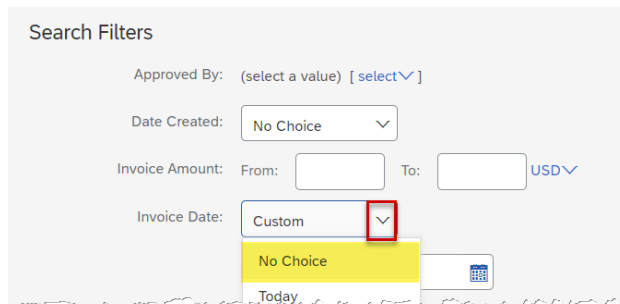 Search Filters
Approved By: (select a value) [ select ]
Date Created: No Choice
Invoice Amount: From: To: USD
Invoice Date: Custom
No Choice
Today